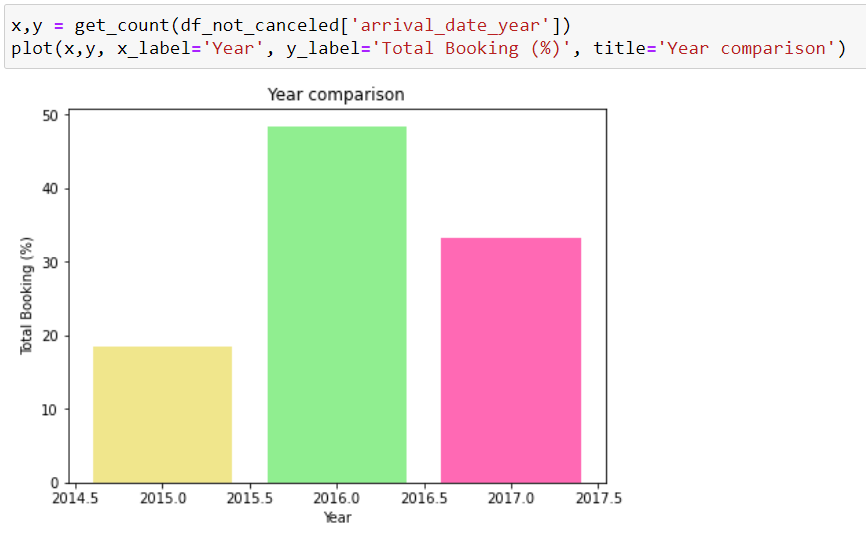 x,y = get_count(df_not_canceled['arrival_date_year'])
plot(x,y, x_label='Year', y_label='Total Booking (%)', title='Year comparison')
Year comparison
50
40
30
20
10
0
Total Booking (%)
2014.5 2015.0 2015.5 2016.0 2016.5 2017.0 2017.5
Year